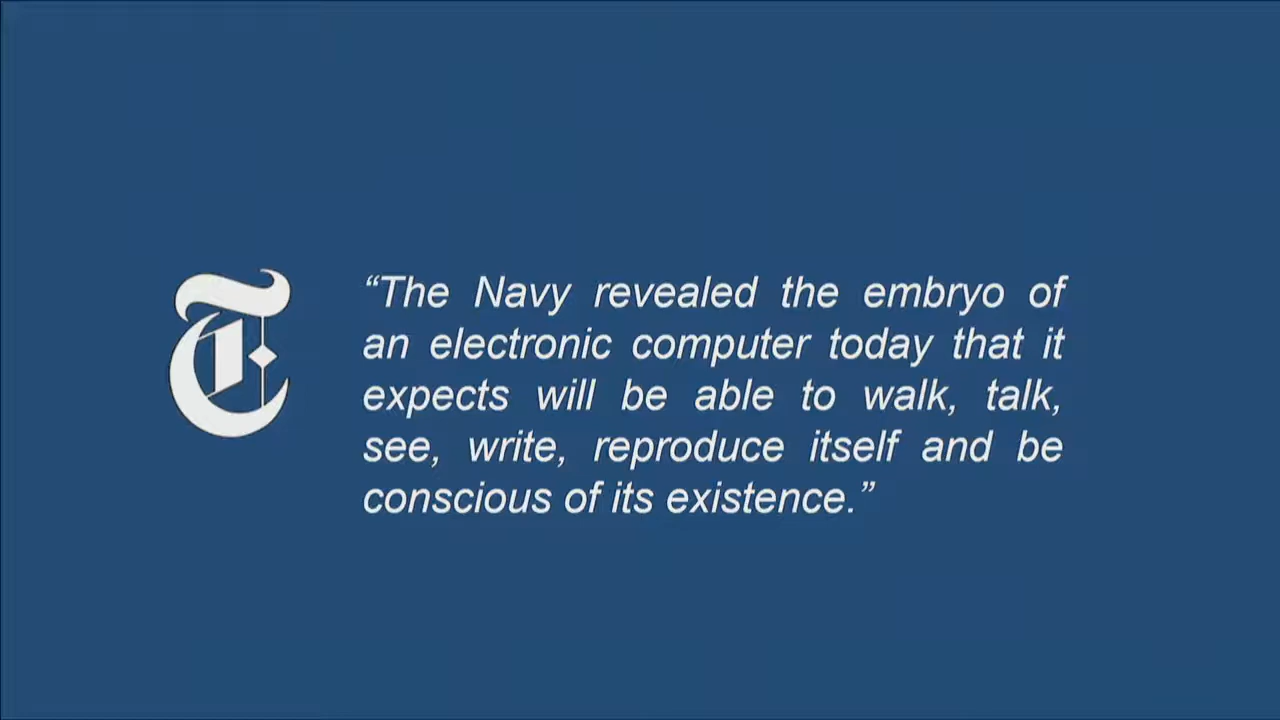 “The Navy revealed the embryo of
an electronic computer today that it
expects will be able to walk, talk,
see, write, reproduce itself and be
conscious of its existence.”